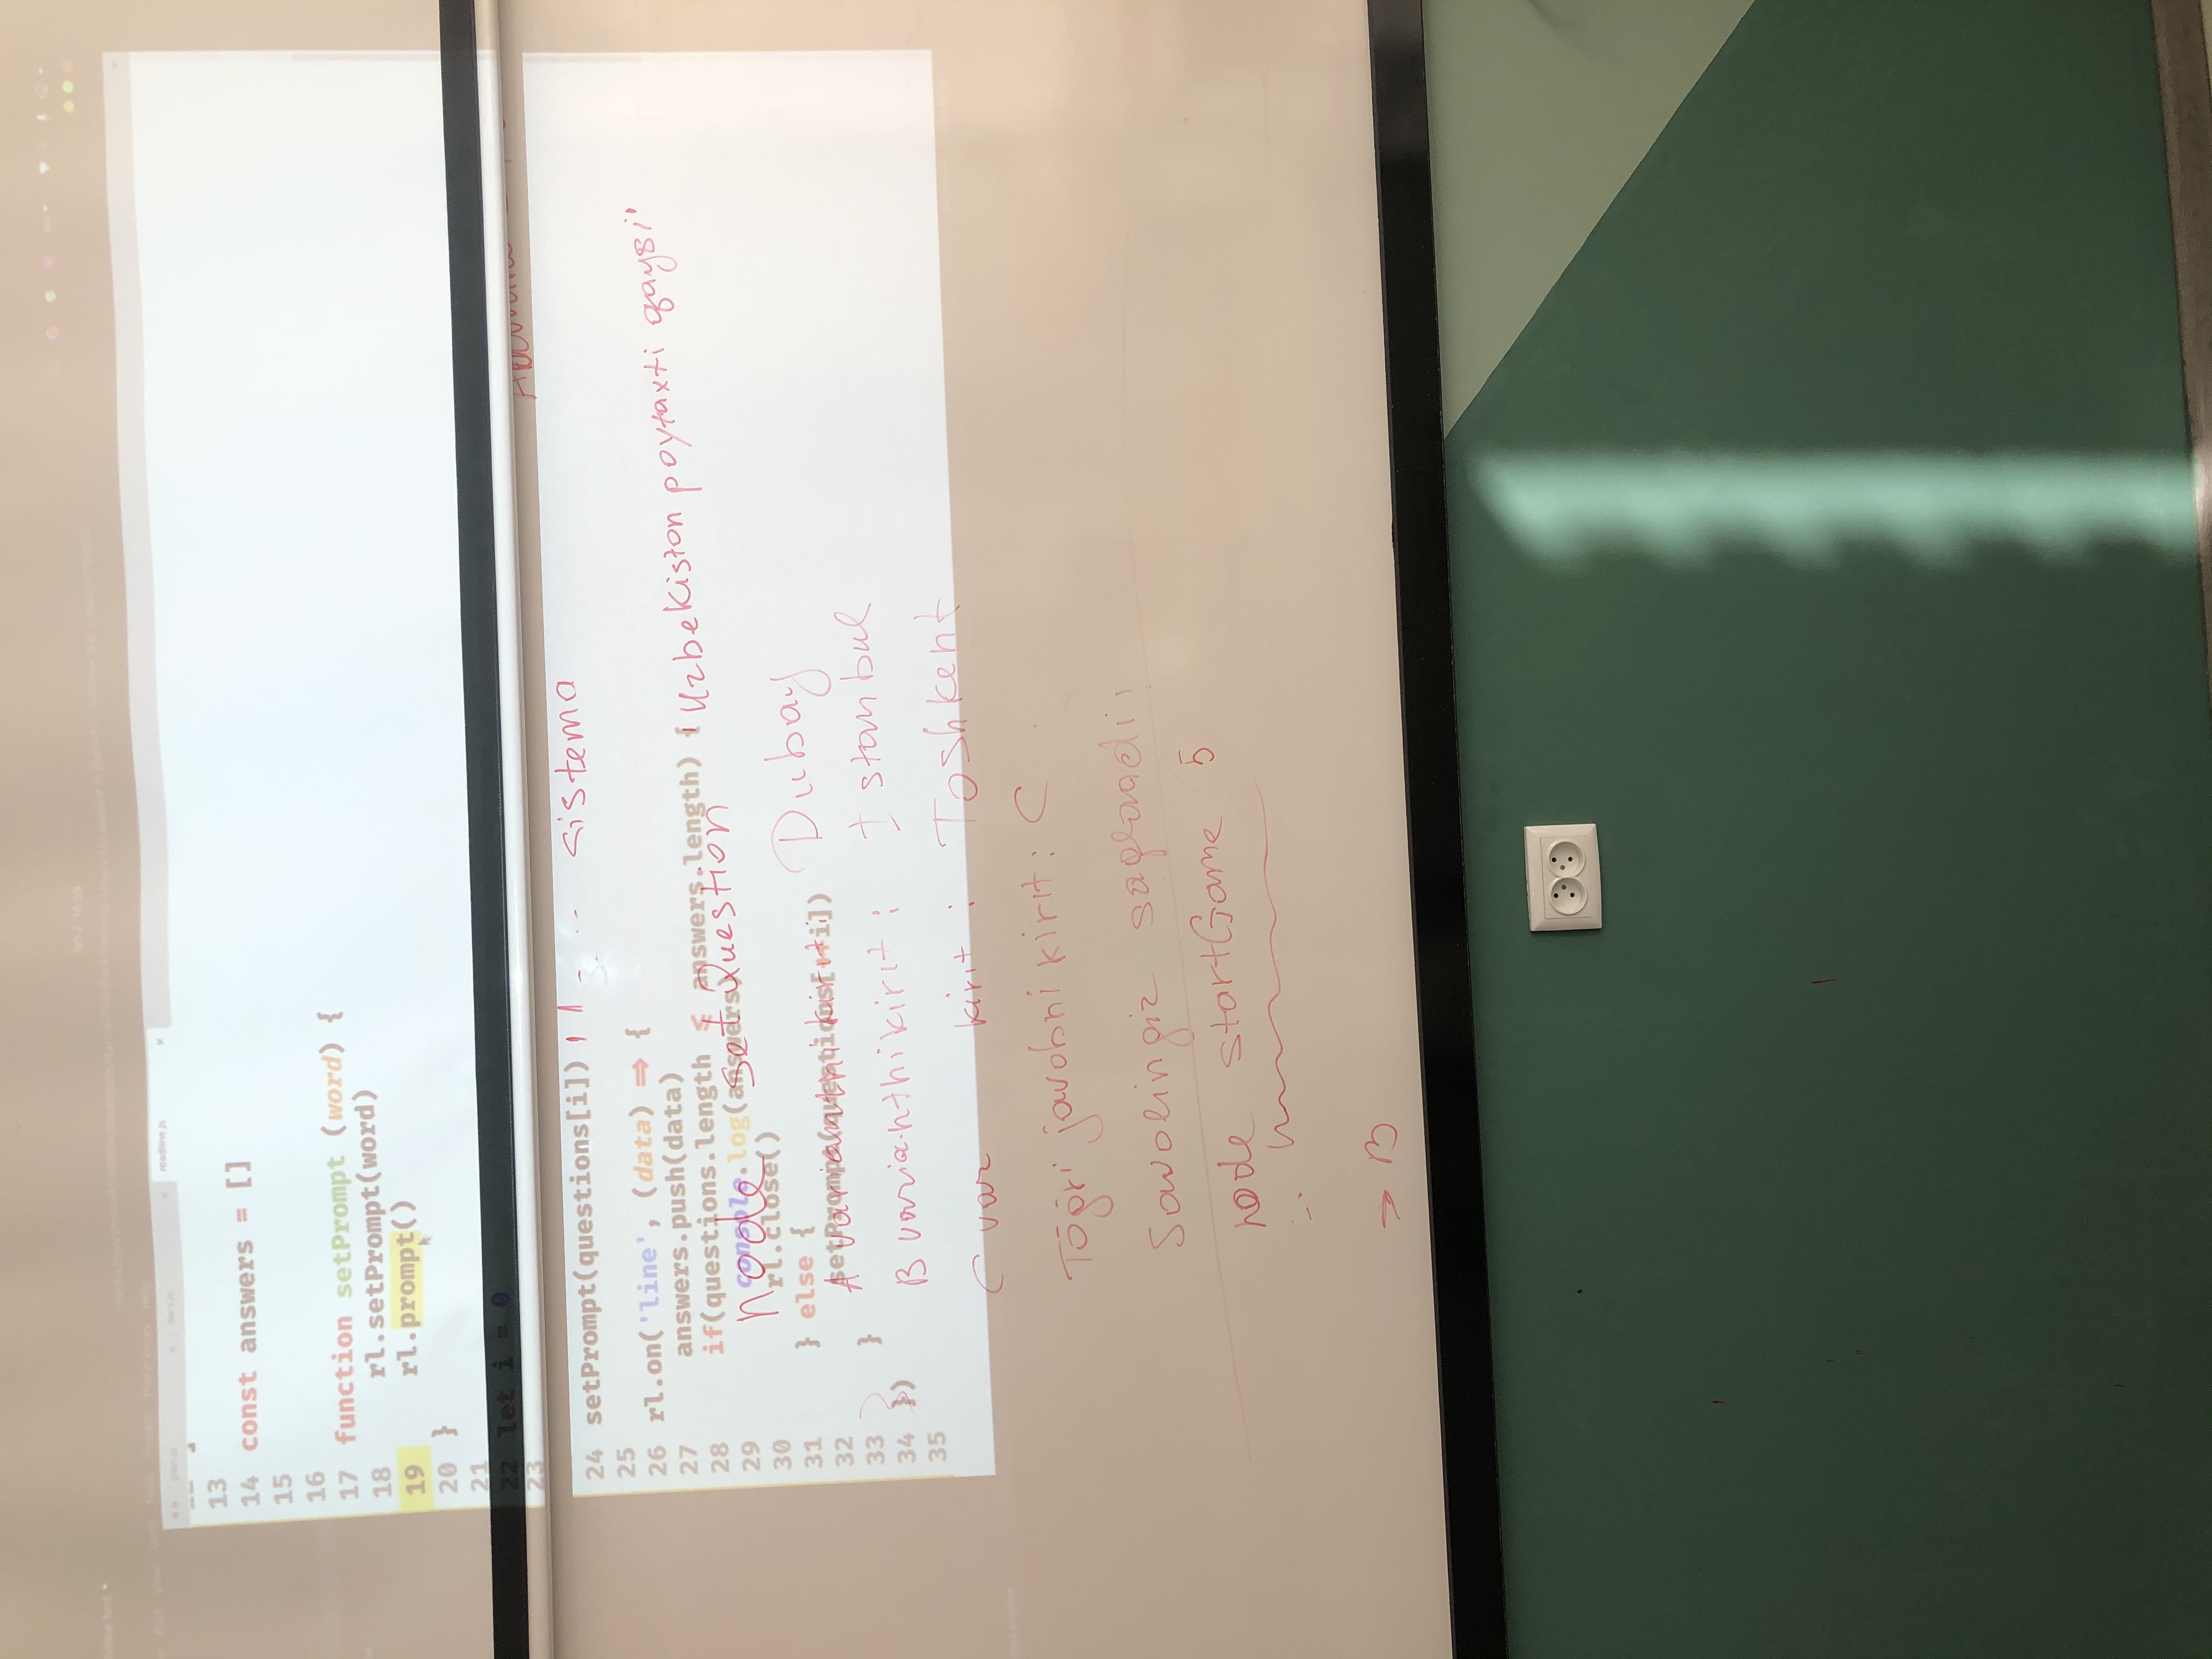 readline.js
13
14 const answers = []
15
16
17 function setPrompt (word) {
18 rl.setPrompt(word)
19 rl.prompt()
20 }
21
22 let i = 0
23
24 setPrompt(questions[i])
sistema
25
26 rl.on('line', (data) ⇒ {
27 answers.push(data)
28 if(questions.length ≤ answers.length) {
29 console.log(answers)
30 rl.close()
31 } else {
32 setPrompt(questions[++i])
33 }
34 })
35
node setQuestion "Uzbekiston poytaxti qaysi"
A variantni kirit: Dubay
B variantni kirit: Istanbul
C var kirit: Toshkent
Tōḡri javobni kirit: C
Savolingiz saqlandi!
node startGame 5
> B